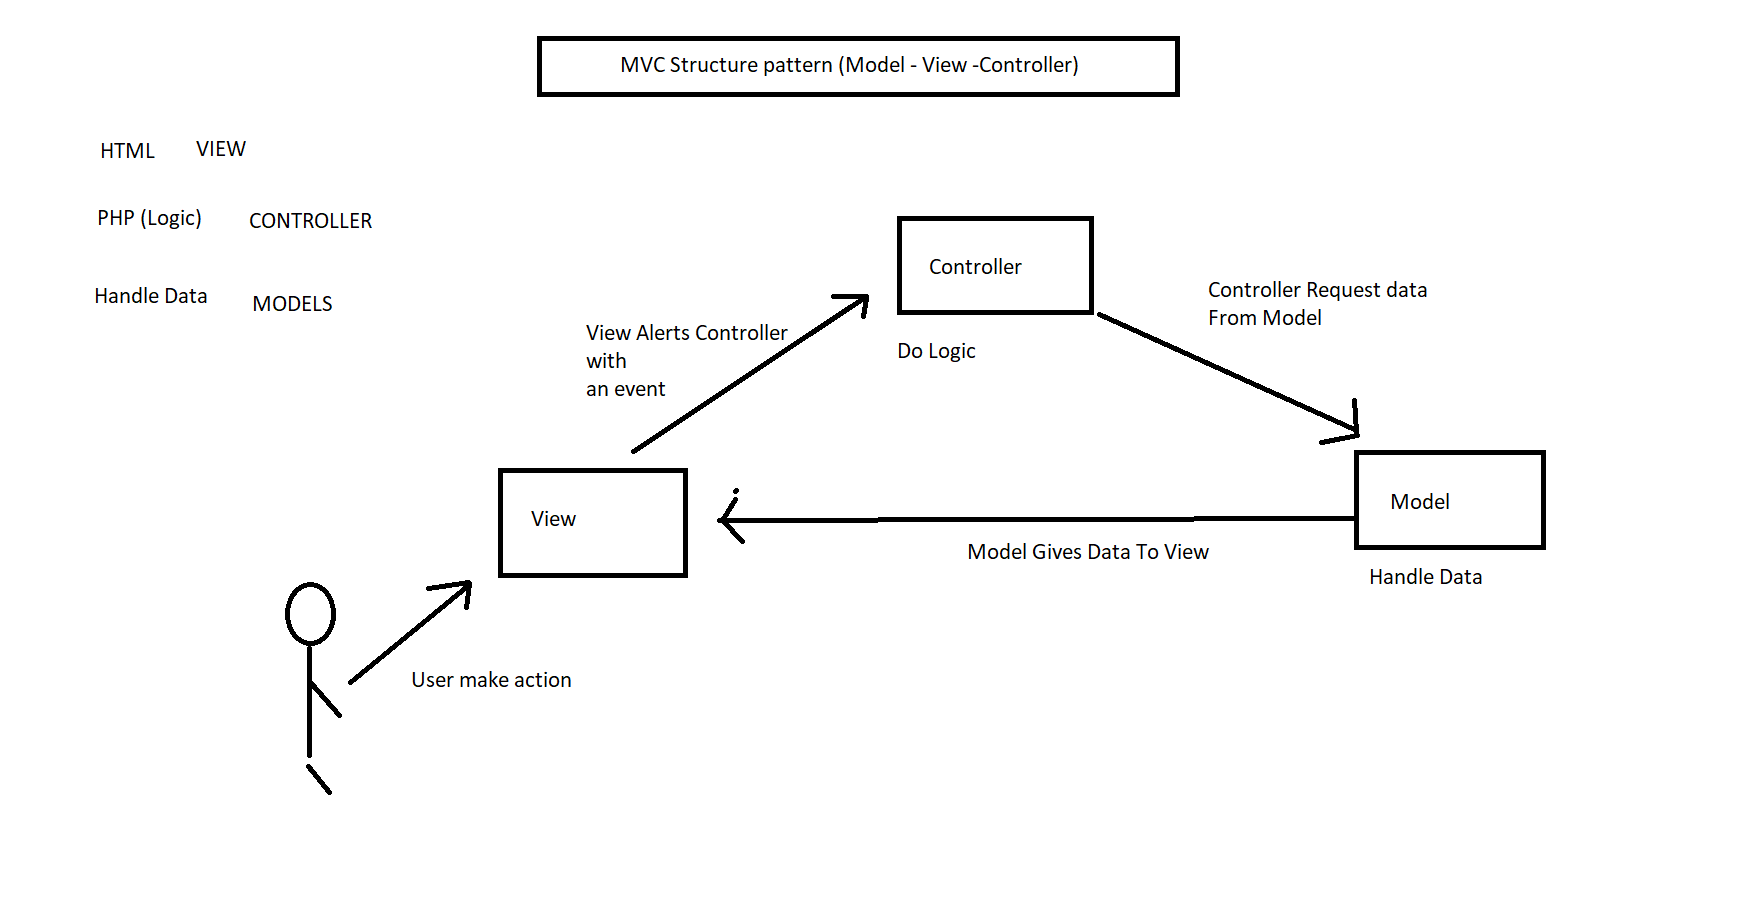 MVC Structure pattern (Model - View -Controller)
HTML VIEW
PHP (Logic) CONTROLLER
Handle Data MODELS
Controller
Do Logic
Controller Request data
From Model
View Alerts Controller
with
an event
View
Model
Model Gives Data To View
Handle Data
User make action